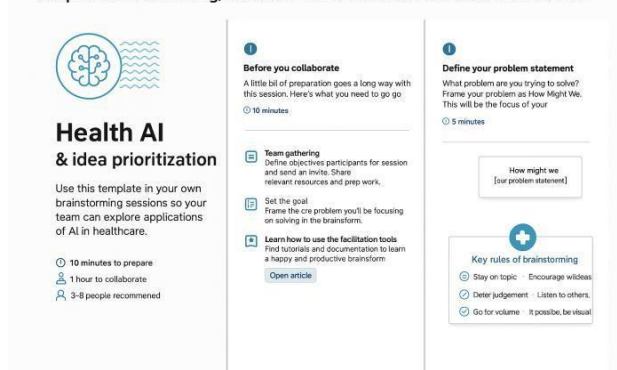 Health AI
& idea prioritization
Use this template in your own
brainstorming sessions so your
team can explore applications
of AI in healthcare.
10 minutes to prepare
1 hour to collaborate
3-8 people recommened
Before you collaborate
A little bil of preparation goes a long way with
this session. Here's what you need to go go
10 minutes
Team gathering
Define objectives participants for session
and send an invite. Share
relevant resources and prep work.
Set the goal
Frame the cre problem you'll be focusing
on solving in the brainsform.
Learn how to use the facilitation tools
Find tutorials and documentation to learn
a happy and productive brainsform
Open article
Define your problem statement
What problem are you trying to solve?
Frame your problem as How Might We.
This will be the focus of your
5 minutes
How might we
[our problem statement]
Key rules of brainstorming
Stay on topic · Encourage wildeas
Deter judgement · Listen to others,
Go for volume · It possibe, be visual